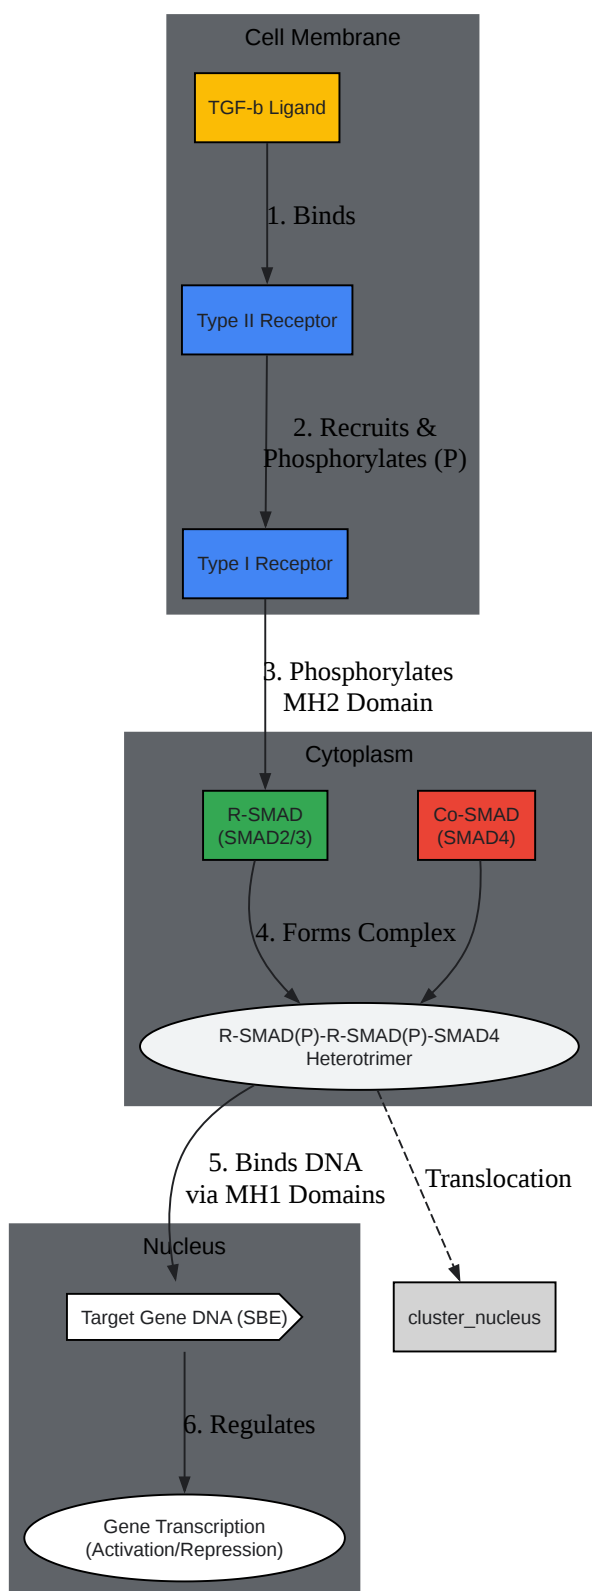 Cell Membrane
TGF-b Ligand
1. Binds
Type II Receptor
2. Recruits &
Phosphorylates (P)
Type I Receptor
3. Phosphorylates
MH2 Domain
Cytoplasm
R-SMAD
(SMAD2/3)
Co-SMAD
(SMAD4)
4. Forms Complex
R-SMAD(P)-R-SMAD(P)-SMAD4
Heterotrimer
5. Binds DNA
via MH1 Domains
Translocation
Nucleus
Target Gene DNA (SBE)
cluster_nucleus
6. Regulates
Gene Transcription
(Activation/Repression)